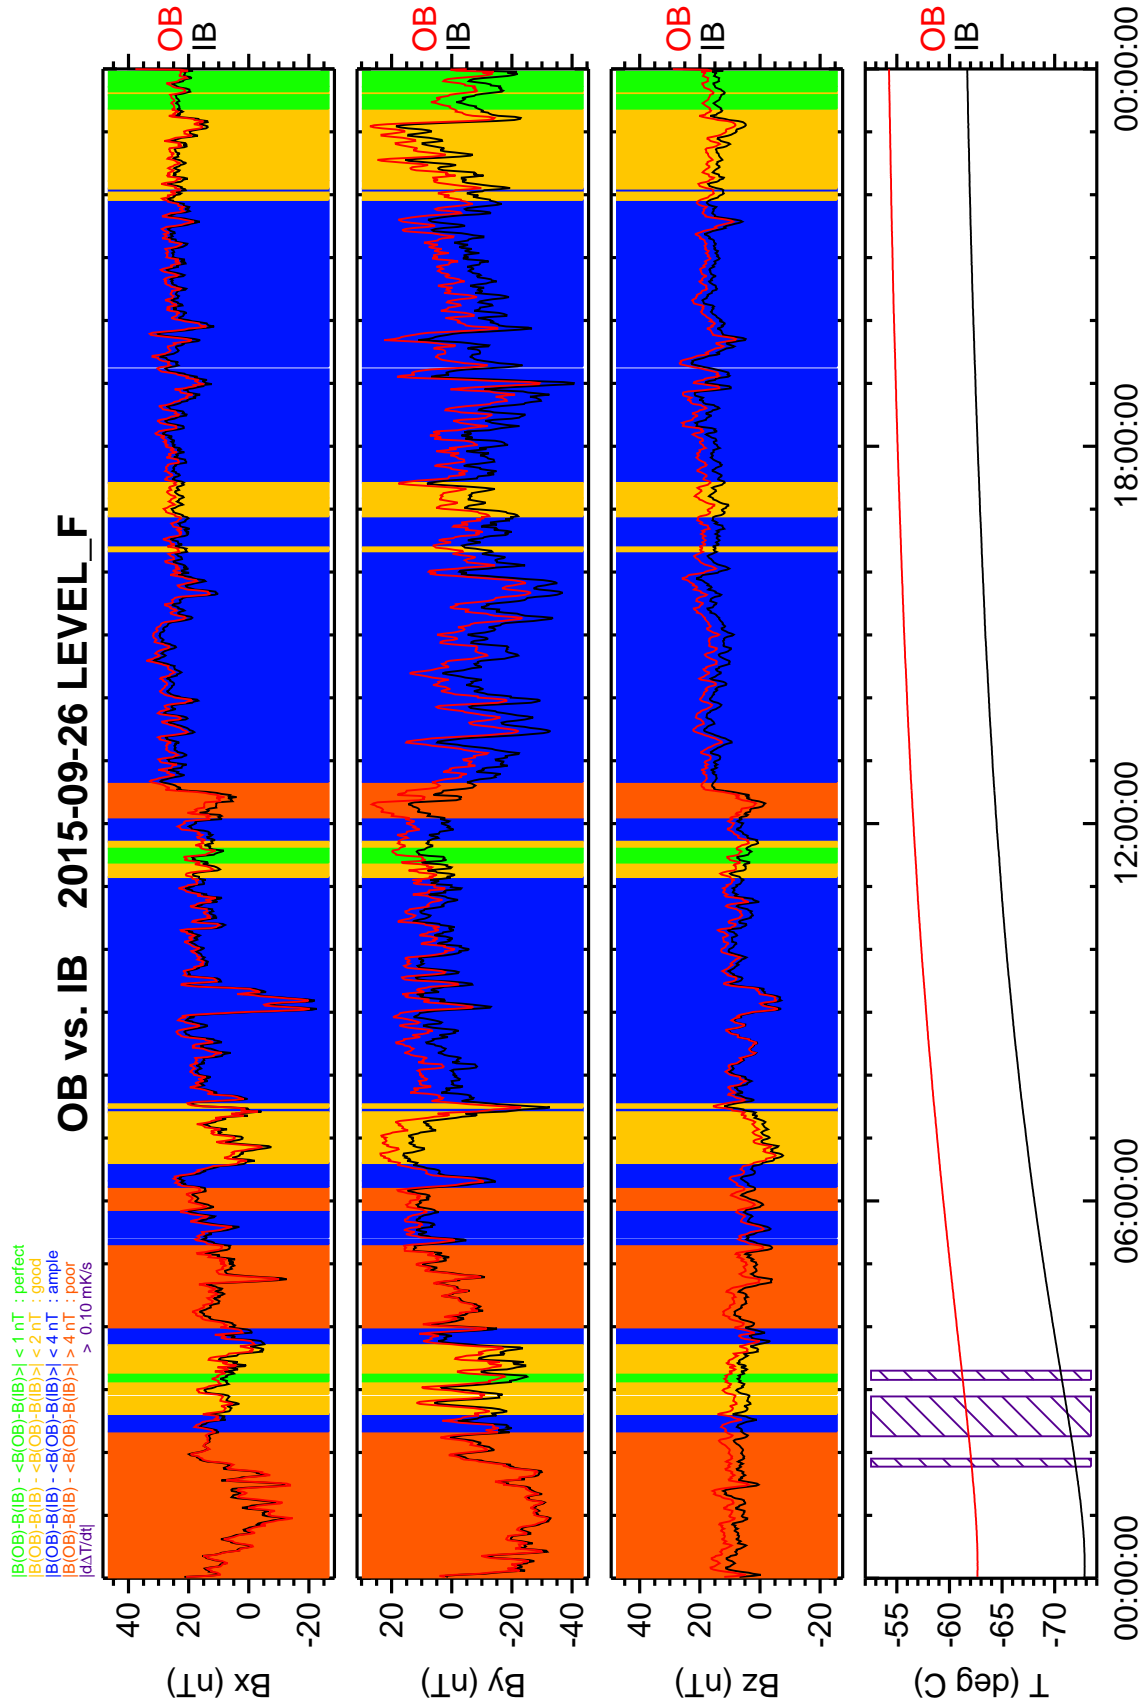 OB vs. IB 2015-09-26 LEVEL_F
|B(OB)-B(IB) - <B(OB)-B(IB)>| < 1 nT : perfect
|B(OB)-B(IB) - <B(OB)-B(IB)>| < 2 nT : good
|B(OB)-B(IB) - <B(OB)-B(IB)>| < 4 nT : ample
|B(OB)-B(IB) - <B(OB)-B(IB)>| > 4 nT : poor
|dΔT/dt| > 0.10 mK/s
Bx (nT)
40
20
0
-20
OB
IB
By (nT)
20
0
-20
-40
OB
IB
Bz (nT)
40
20
0
-20
OB
IB
T (deg C)
-55
-60
-65
-70
OB
IB
00:00:00 06:00:00 12:00:00 18:00:00 00:00:00